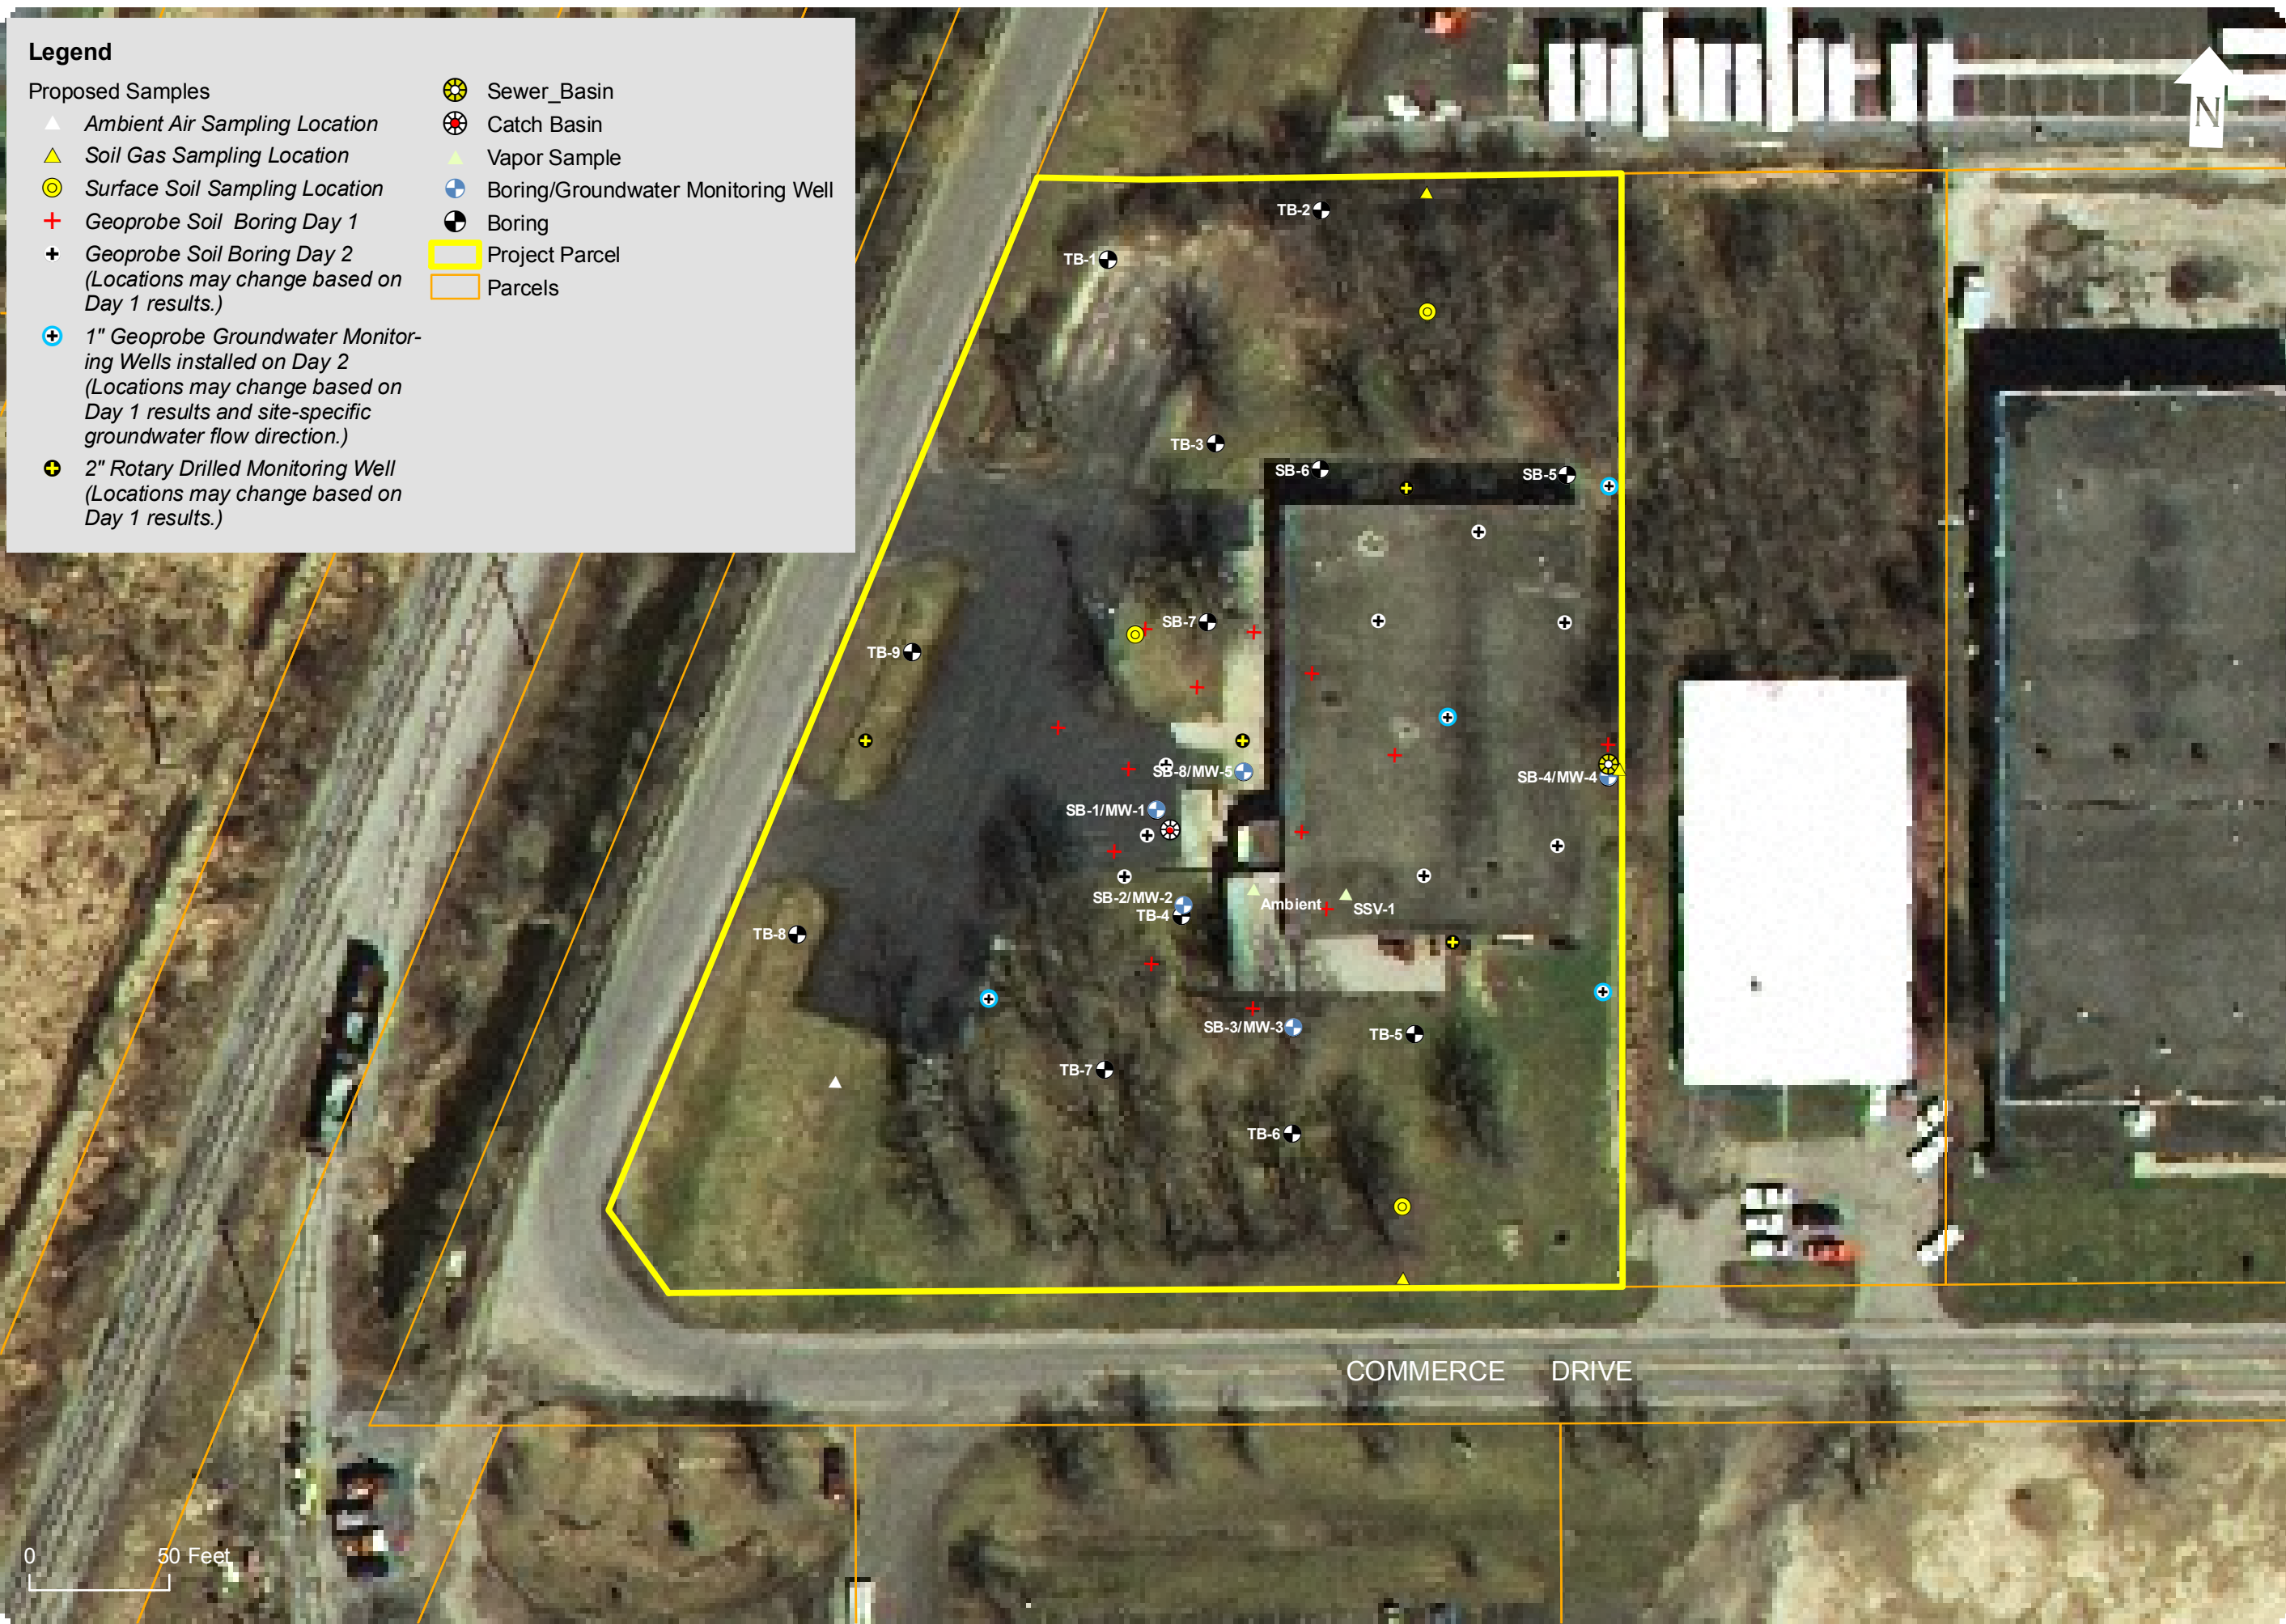 Legend
Proposed Samples
Ambient Air Sampling Location
Soil Gas Sampling Location
Surface Soil Sampling Location
Geoprobe Soil Boring Day 1
Geoprobe Soil Boring Day 2
(Locations may change based on
Day 1 results.)
1" Geoprobe Groundwater Monitor-
ing Wells installed on Day 2
(Locations may change based on
Day 1 results and site-specific
groundwater flow direction.)
2" Rotary Drilled Monitoring Well
(Locations may change based on
Day 1 results.)
Sewer_Basin
Catch Basin
Vapor Sample
Boring/Groundwater Monitoring Well
Boring
Project Parcel
Parcels
N
TB-2
TB-1
TB-3
SB-6
SB-5
SB-7
TB-9
SB-8/MW-5
SB-4/MW-4
SB-1/MW-1
SB-2/MW-2
Ambient
SSV-1
TB-4
TB-8
SB-3/MW-3
TB-5
TB-7
TB-6
COMMERCE DRIVE
0
50 Feet